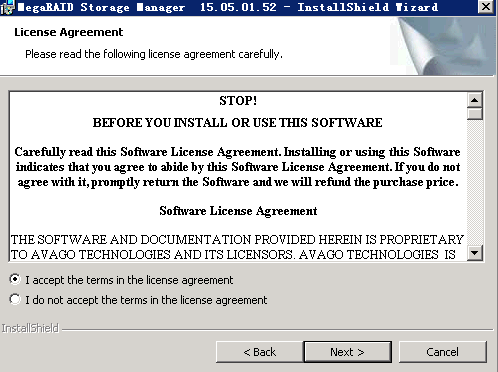 MegaRAID Storage Manager 15.05.01.52 - InstallShield Wizard
License Agreement
Please read the following license agreement carefully.
STOP!
BEFORE YOU INSTALL OR USE THIS SOFTWARE
Carefully read this Software License Agreement. Installing or using this Software
indicates that you agree to abide by this Software License Agreement. If you do not
agree with it, promptly return the Software and we will refund the purchase price.
Software License Agreement
THE SOFTWARE AND DOCUMENTATION PROVIDED HEREIN IS PROPRIETARY
TO AVAGO TECHNOLOGIES AND ITS LICENSORS. AVAGO TECHNOLOGIES IS
I accept the terms in the license agreement
I do not accept the terms in the license agreement
InstallShield
< Back
Next >
Cancel